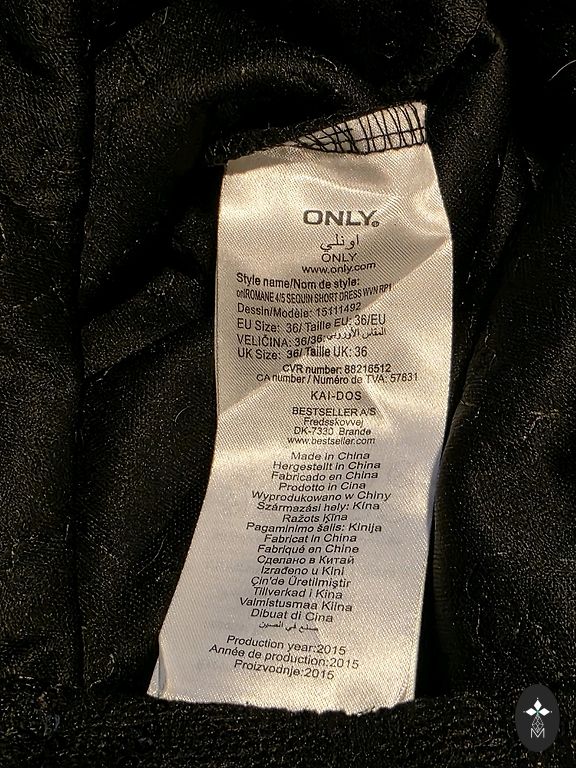 ONLY®
اونلي
ONLY
www.only.com
Style name/Nom de style:
onlROMANE 4/5 SEQUIN SHORT DRESS WVN RP1
Dessin/Modèle: 15111492
EU Size: 36/ Taille EU: 36/EU
VELIČINA: 36/36: المقاس الأوروبي
UK Size: 36/ Taille UK: 36
CVR number: 88216512
CA number / Numéro de TVA: 57831
KAI-DOS
BESTSELLER A/S
Fredsskovvej
DK-7330 Brande
www.bestseller.com
Made in China
Hergestellt in China
Fabricado en China
Prodotto in Cina
Wyprodukowano w Chiny
Származási hely: Kína
Ražots Ķīna
Pagaminimo šalis: Kinija
Fabricat in China
Fabriqué en Chine
Сделано в Китай
Izrađeno u Kini
Çin'de Üretilmiştir
Tillverkad i Kina
Valmistusmaa Kiina
Dibuat di Cina
صنع في الصين
Production year:2015
Année de production:2015
Proizvodnje:2015
M